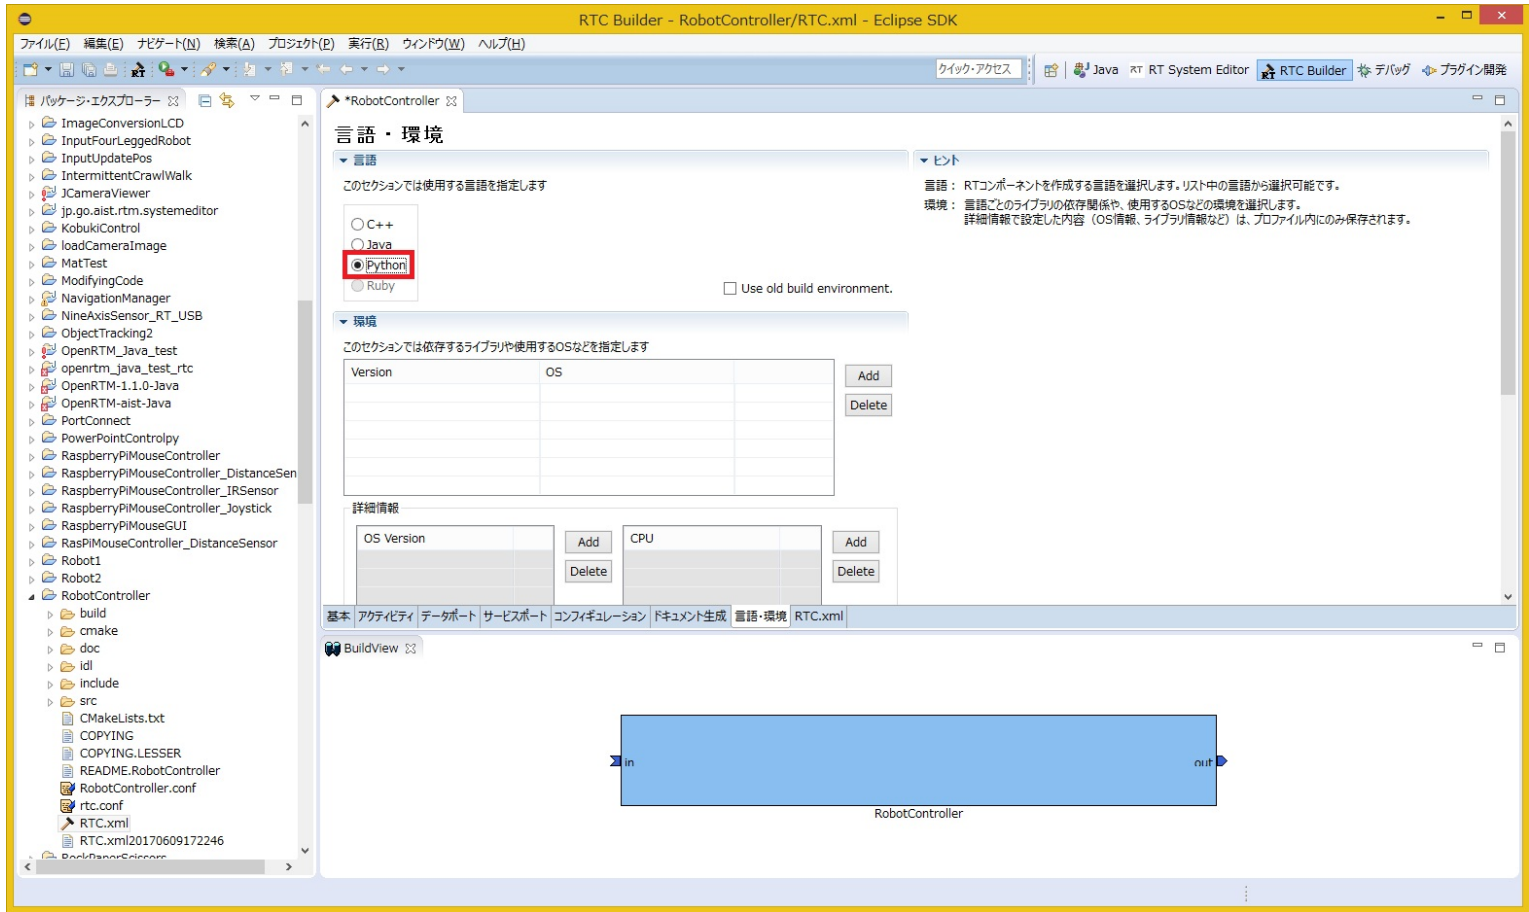 RTC Builder - RobotController/RTC.xml - Eclipse SDK
ファイル(F) 編集(E) ナビゲート(N) 検索(A) プロジェクト(P) 実行(R) ウィンドウ(W) ヘルプ(H)
クイック・アクセス Java RT RT System Editor RTC Builder デバッグ プラグイン開発
パッケージ・エクスプローラー
ImageConversionLCD
InputFourLeggedRobot
InputUpdatePos
IntermittentCrawlWalk
JCameraViewer
jp.go.aist.rtm.systemeditor
KobukiControl
loadCameraImage
MatTest
ModifyingCode
NavigationManager
NineAxisSensor_RT_USB
ObjectTracking2
OpenRTM_Java_test
openrtm_java_test_rtc
OpenRTM-1.1.0-Java
OpenRTM-aist-Java
PortConnect
PowerPointControlpy
RaspberryPiMouseController
RaspberryPiMouseController_DistanceSen
RaspberryPiMouseController_IRSensor
RaspberryPiMouseController_Joystick
RaspberryPiMouseGUI
RasPiMouseController_DistanceSensor
Robot1
Robot2
RobotController
build
cmake
doc
idl
include
src
CMakeLists.txt
COPYING
COPYING.LESSER
README.RobotController
RobotController.conf
rtc.conf
RTC.xml
RTC.xml20170609172246
RockPaperScissors
*RobotController
言語・環境
言語
このセクションでは使用する言語を指定します
C++
Java
Python
Ruby
Use old build environment.
環境
このセクションでは依存するライブラリや使用するOSなどを指定します
Version OS
Add
Delete
詳細情報
OS Version
Add
Delete
CPU
Add
Delete
ヒント
言語： RTコンポーネントを作成する言語を選択します。リスト中の言語から選択可能です。
環境： 言語ごとのライブラリの依存関係や、使用するOSなどの環境を選択します。
詳細情報で設定した内容（OS情報、ライブラリ情報など）は、プロファイル内にのみ保存されます。
基本 アクティビティ データポート サービスポート コンフィギュレーション ドキュメント生成 言語・環境 RTC.xml
BuildView
in
out
RobotController